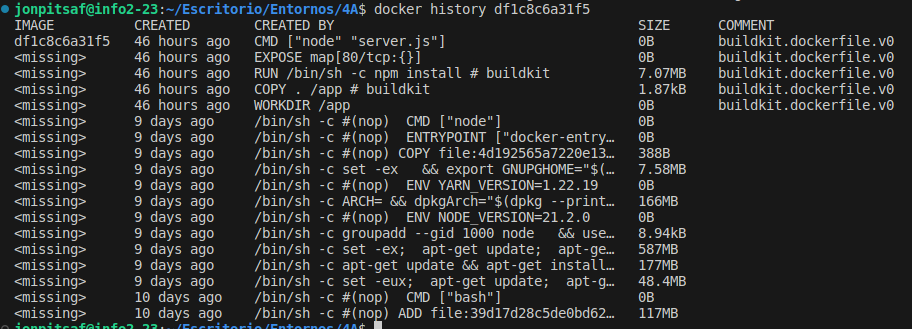 jonpitsaf@info2-23:~/Escritorio/Entornos/4A$ docker history df1c8c6a31f5
IMAGE CREATED CREATED BY SIZE COMMENT
df1c8c6a31f5 46 hours ago CMD ["node" "server.js"] 0B buildkit.dockerfile.v0
<missing> 46 hours ago EXPOSE map[80/tcp:{}] 0B buildkit.dockerfile.v0
<missing> 46 hours ago RUN /bin/sh -c npm install # buildkit 7.07MB buildkit.dockerfile.v0
<missing> 46 hours ago COPY . /app # buildkit 1.87kB buildkit.dockerfile.v0
<missing> 46 hours ago WORKDIR /app 0B buildkit.dockerfile.v0
<missing> 9 days ago /bin/sh -c #(nop)  CMD ["node"] 0B
<missing> 9 days ago /bin/sh -c #(nop)  ENTRYPOINT ["docker-entry… 0B
<missing> 9 days ago /bin/sh -c #(nop) COPY file:4d192565a7220e13… 388B
<missing> 9 days ago /bin/sh -c set -ex   && export GNUPGHOME="$(… 7.58MB
<missing> 9 days ago /bin/sh -c #(nop)  ENV YARN_VERSION=1.22.19 0B
<missing> 9 days ago /bin/sh -c ARCH= && dpkgArch="$(dpkg --print… 166MB
<missing> 9 days ago /bin/sh -c #(nop)  ENV NODE_VERSION=21.2.0 0B
<missing> 9 days ago /bin/sh -c groupadd --gid 1000 node   && use… 8.94kB
<missing> 9 days ago /bin/sh -c set -ex;  apt-get update;  apt-ge… 587MB
<missing> 9 days ago /bin/sh -c apt-get update && apt-get install… 177MB
<missing> 9 days ago /bin/sh -c set -eux;  apt-get update;  apt-g… 48.4MB
<missing> 10 days ago /bin/sh -c #(nop)  CMD ["bash"] 0B
<missing> 10 days ago /bin/sh -c #(nop) ADD file:39d17d28c5de0bd62… 117MB
jonpitsaf@info2-23:~/Escritorio/Entornos/4A$